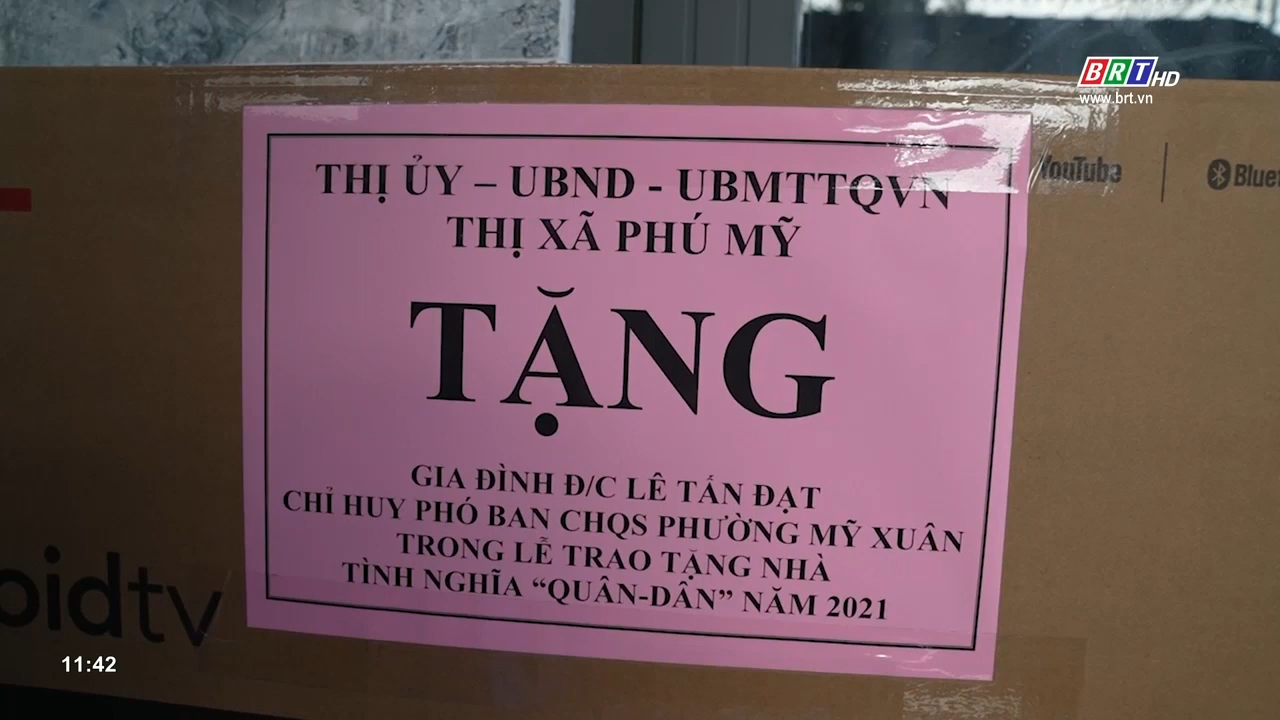 BRT HD
www.brt.vn
THỊ ỦY – UBND - UBMTTQVN
THỊ XÃ PHÚ MỸ
TẶNG
GIA ĐÌNH Đ/C LÊ TẤN ĐẠT
CHỈ HUY PHÓ BAN CHQS PHƯỜNG MỸ XUÂN
TRONG LỄ TRAO TẶNG NHÀ
TÌNH NGHĨA “QUÂN-DÂN” NĂM 2021
YouTube
Bluet
oidtv
11:42